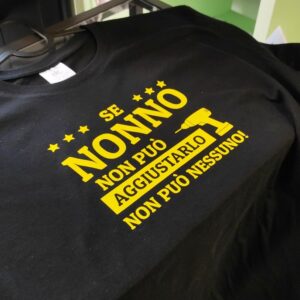 SE
NONNO
NON PUÒ
AGGIUSTARLO
NON PUÒ NESSUNO!